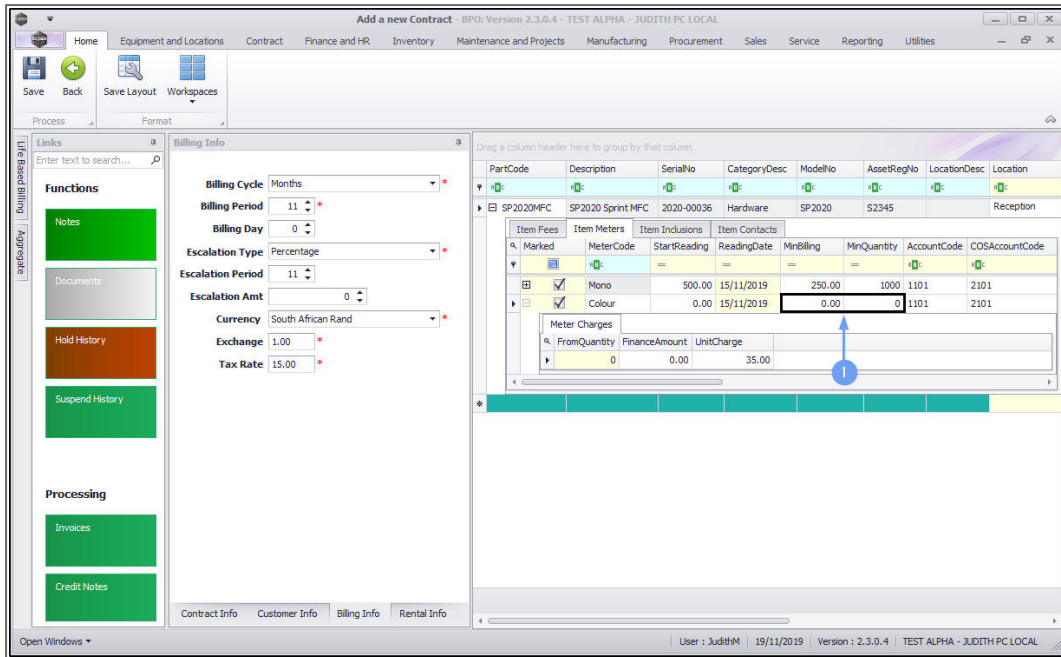 Add a new Contract - BPO: Version 2.3.0.4 - TEST ALPHA - JUDITH PC LOCAL
Home Equipment and Locations Contract Finance and HR Inventory Maintenance and Projects Manufacturing Procurement Sales Service Reporting Utilities
Save Back Save Layout Workspaces
Process Format
Life Based Billing
Aggregate
Links
Enter text to search...
Functions
Notes
Documents
Hold History
Suspend History
Processing
Invoices
Credit Notes
Billing Info
Billing Cycle Months *
Billing Period 11 *
Billing Day 0
Escalation Type Percentage *
Escalation Period 11
Escalation Amt 0
Currency South African Rand *
Exchange 1.00 *
Tax Rate 15.00 *
Contract Info Customer Info Billing Info Rental Info
Drag a column header here to group by that column
PartCode Description SerialNo CategoryDesc ModelNo AssetRegNo LocationDesc Location
SP2020MFC SP2020 Sprint MFC 2020-00036 Hardware SP2020 S2345 Reception
Item Fees Item Meters Item Indusions Item Contacts
Marked MeterCode StartReading ReadingDate MinBilling MinQuantity AccountCode COSAccountCode
Mono 500.00 15/11/2019 250.00 1000 1101 2101
Colour 0.00 15/11/2019 0.00 0 1101 2101
Meter Charges
FromQuantity FinanceAmount UnitCharge
0 0.00 35.00
1
Open Windows User : JudithM 19/11/2019 Version : 2.3.0.4 TEST ALPHA - JUDITH PC LOCAL